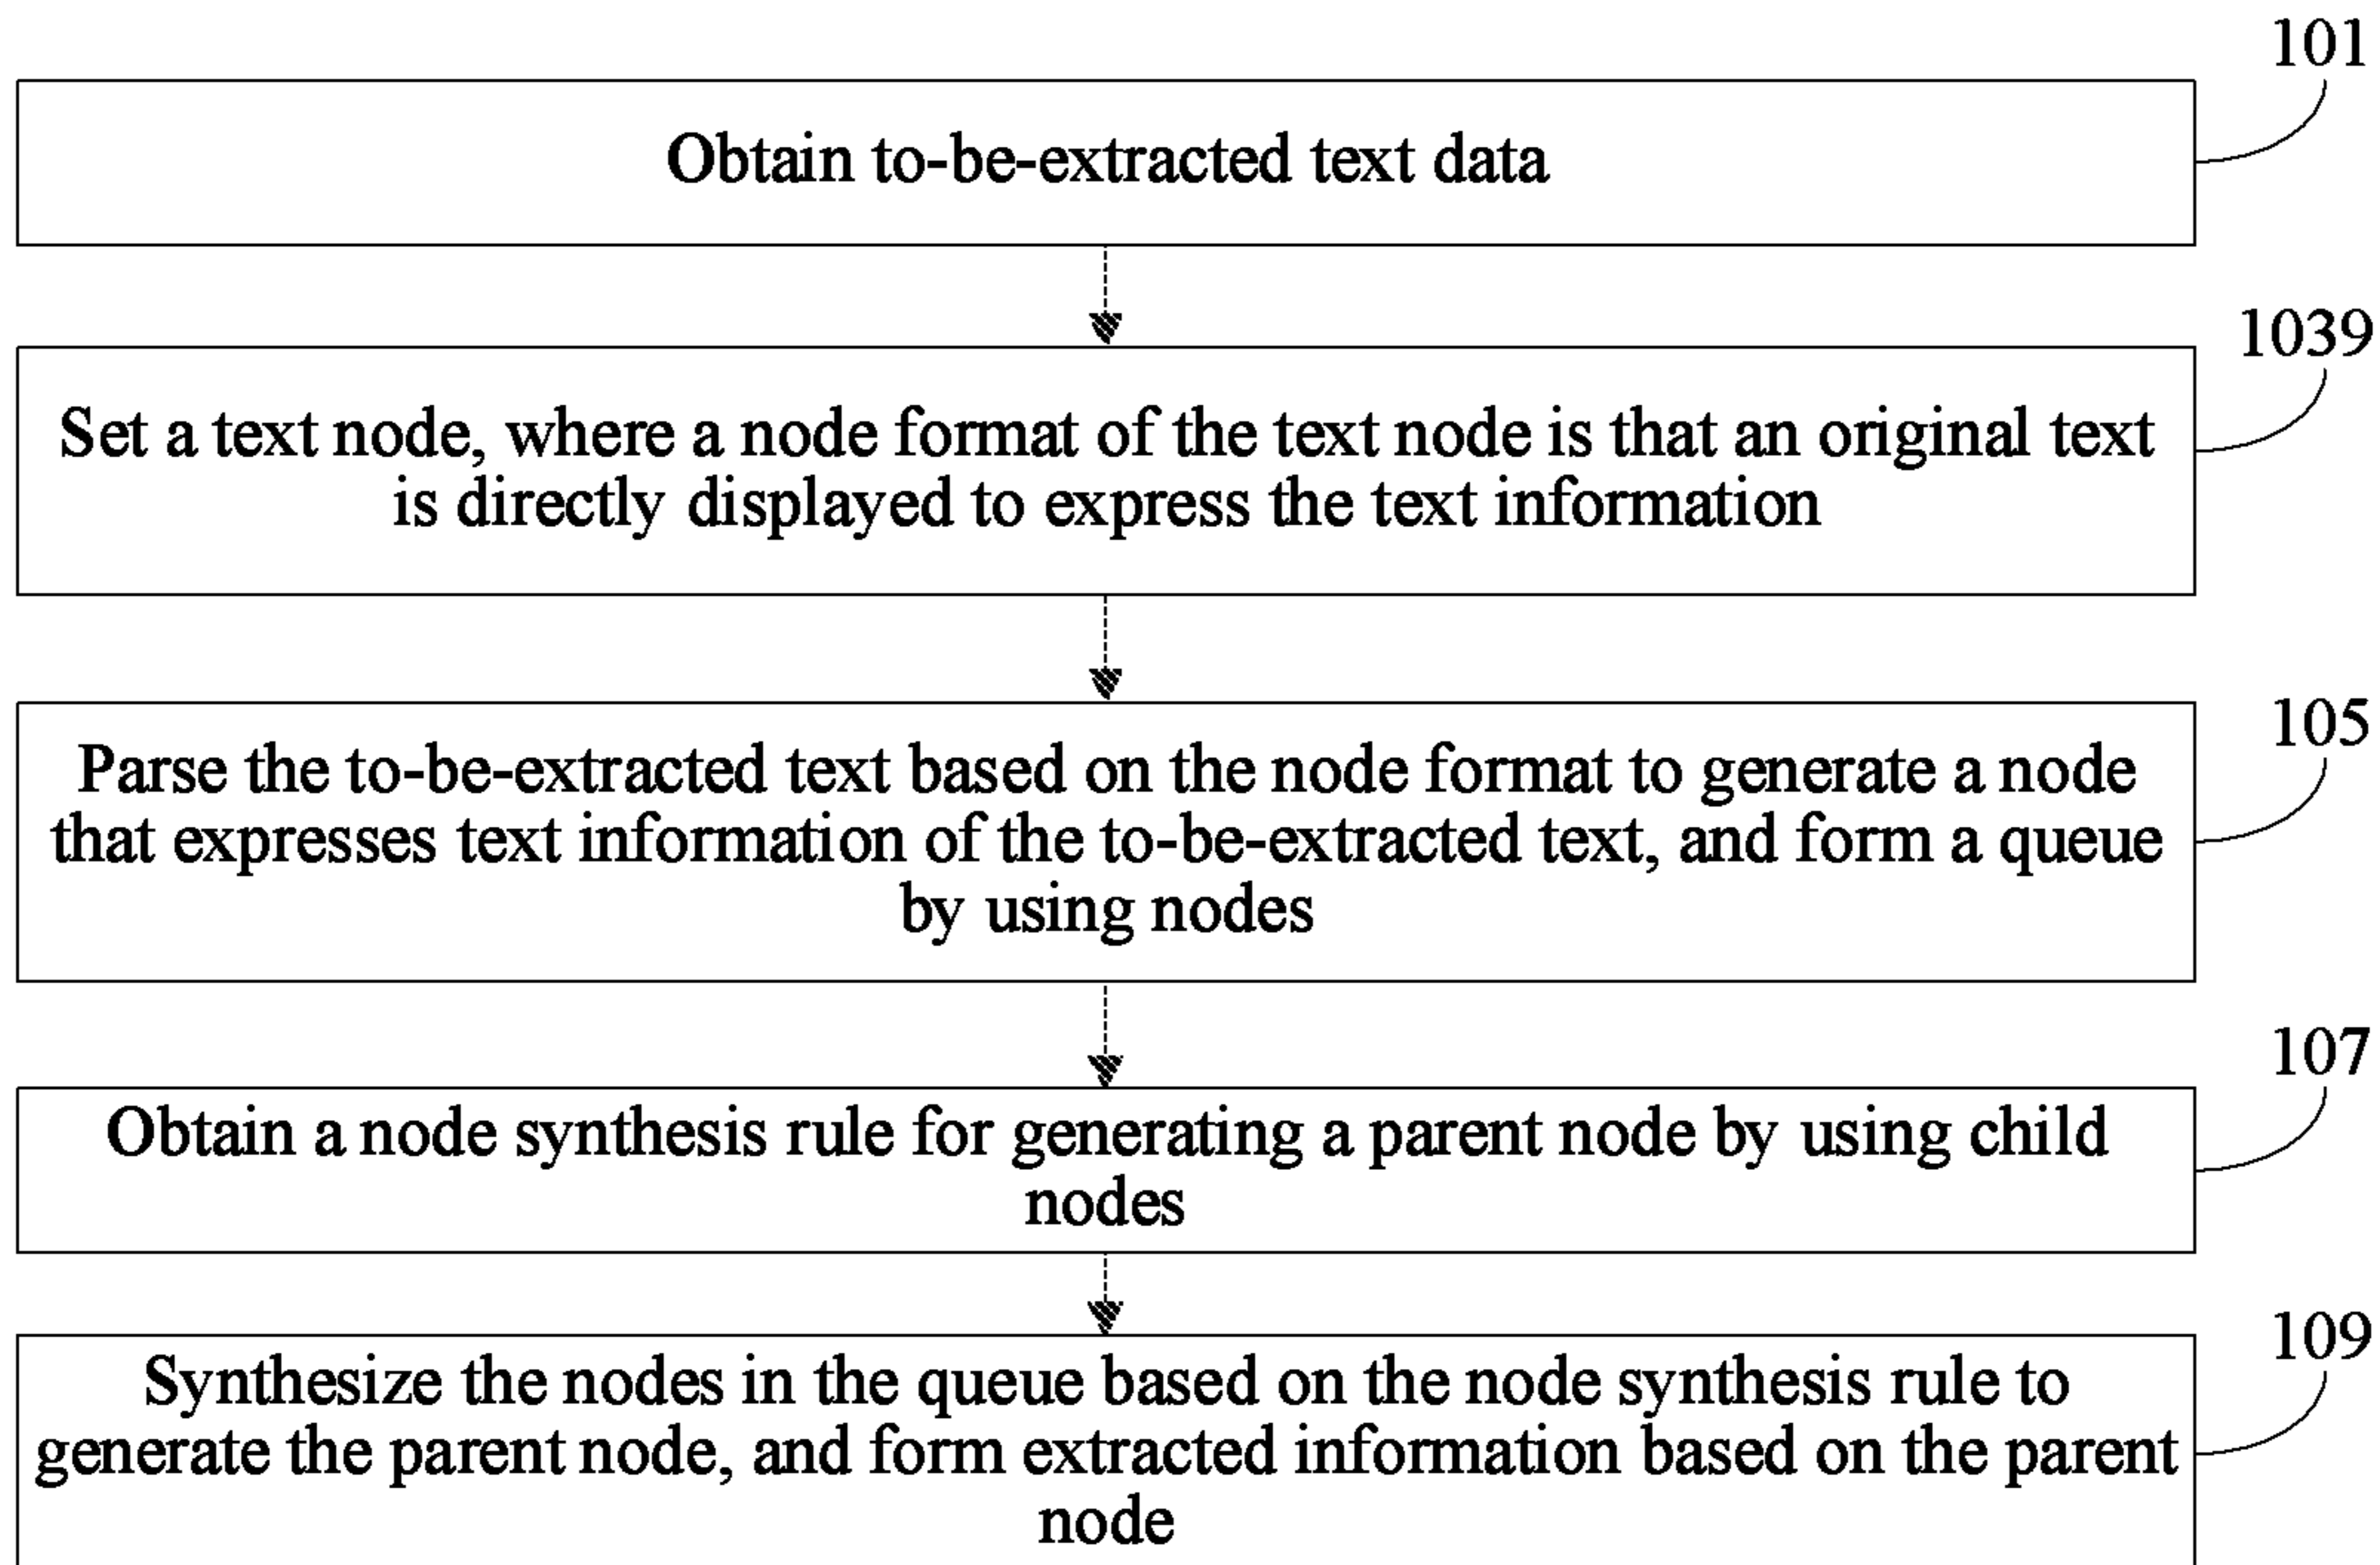 101
Obtain to-be-extracted text data
1039
Set a text node, where a node format of the text node is that an original text
is directly displayed to express the text information
105
Parse the to-be-extracted text based on the node format to generate a node
that expresses text information of the to-be-extracted text, and form a queue
by using nodes
107
Obtain a node synthesis rule for generating a parent node by using child
nodes
109
Synthesize the nodes in the queue based on the node synthesis rule to
generate the parent node, and form extracted information based on the parent
node